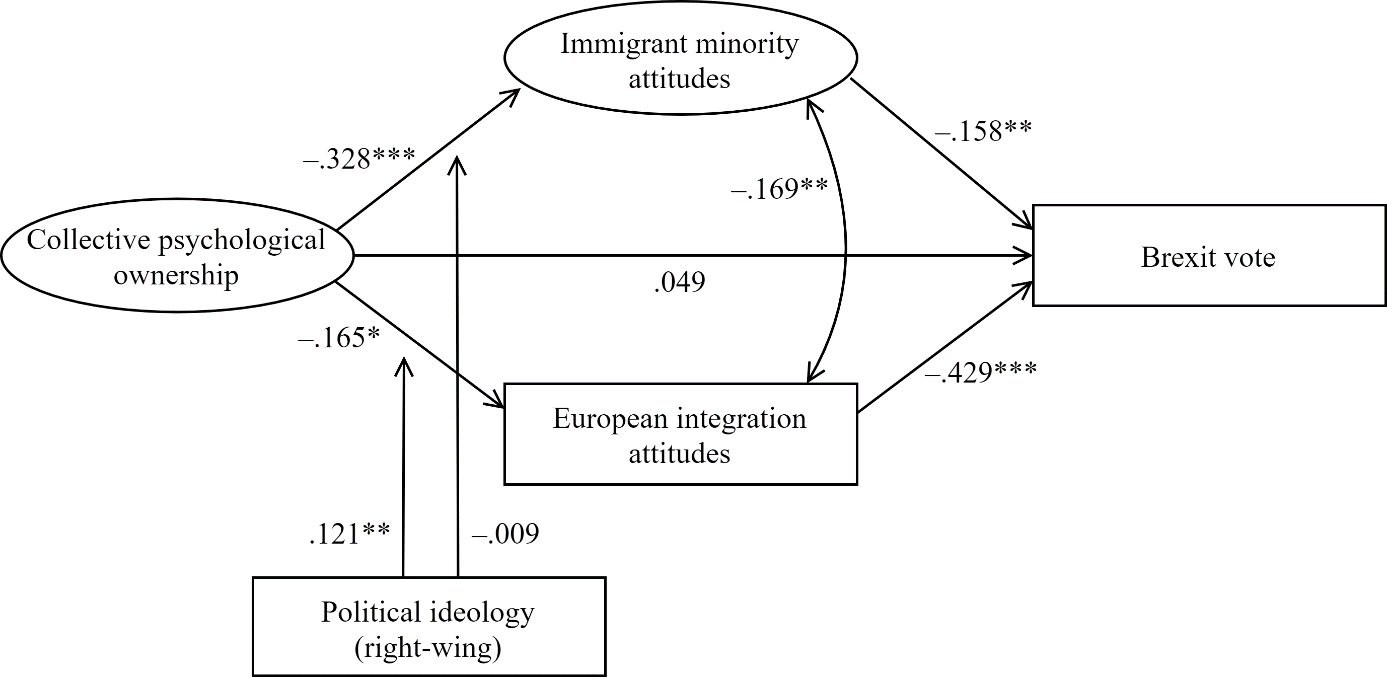 Immigrant minority
attitudes
–.158**
–.328***
–.169**
Collective psychological
ownership
Brexit vote
.049
–.165*
–.429***
European integration
attitudes
.121**
–.009
Political ideology
(right-wing)